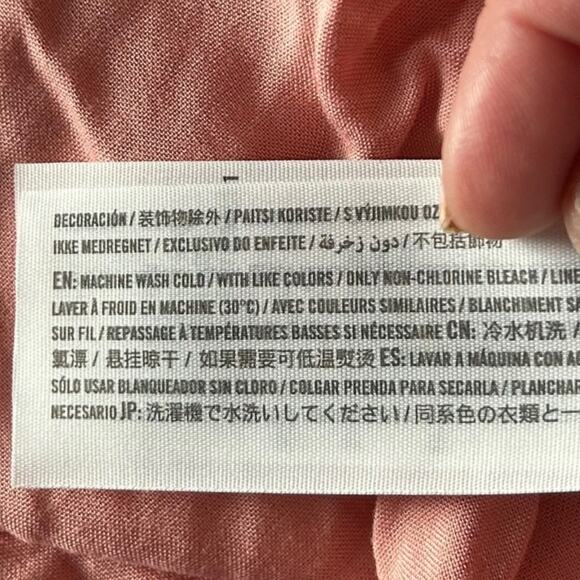 DECORACIÓN / 装饰物除外 / PAITSI KORISTE / S VÝJIMKOU OZ
IKKE MEDREGNET / EXCLUSIVO DO ENFEITE / دون زخرفة / 不包括飾物
EN: MACHINE WASH COLD / WITH LIKE COLORS / ONLY NON-CHLORINE BLEACH / LINE
LAVER À FROID EN MACHINE (30°C) / AVEC COULEURS SIMILAIRES / BLANCHIMENT SA
SUR FIL / REPASSAGE À TEMPÉRATURES BASSES SI NÉCESSAIRE CN: 冷水机洗 /
氯漂 / 悬挂晾干 / 如果需要可低温熨烫 ES: LAVAR A MÁQUINA CON
SÓLO USAR BLANQUEADOR SIN CLORO / COLGAR PRENDA PARA SECARLA / PLANCHAR
NECESARIO JP: 洗濯機で水洗いしてください / 同系色の衣類と一